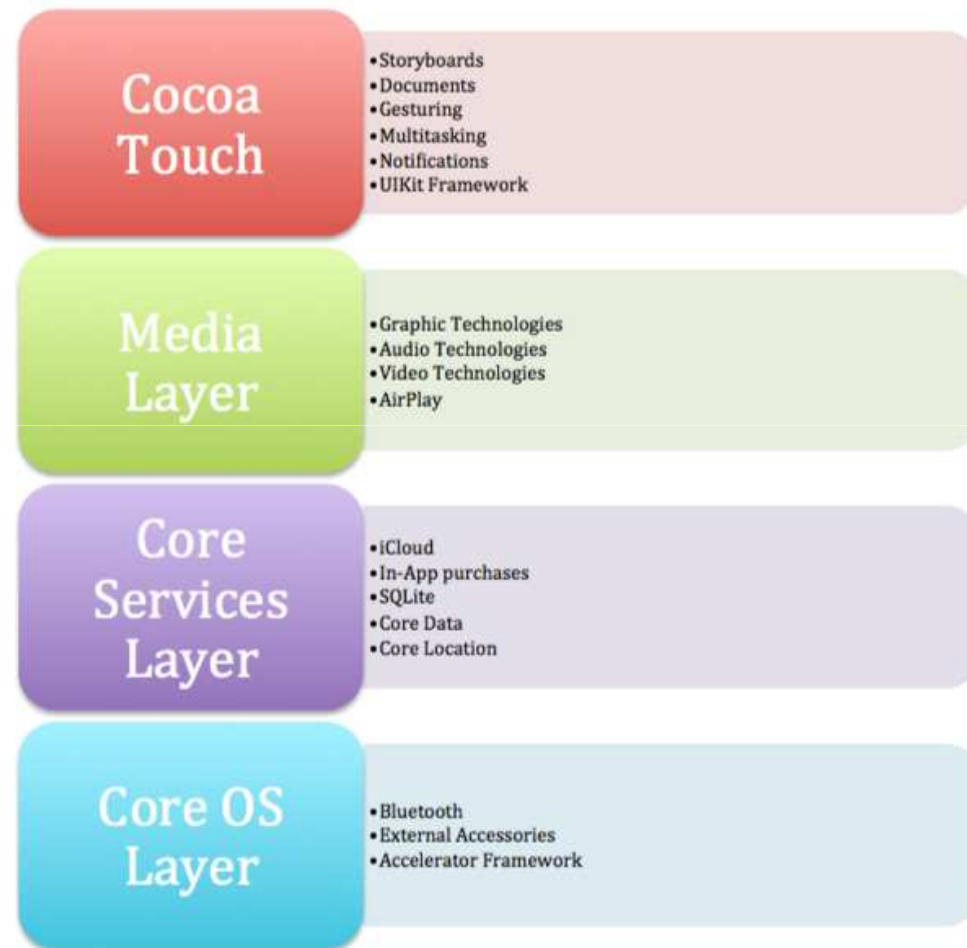 Cocoa
Touch
•Storyboards
•Documents
•Gesturing
•Multitasking
•Notifications
•UIKit Framework
Media
Layer
•Graphic Technologies
•Audio Technologies
•Video Technologies
•AirPlay
Core
Services
Layer
•iCloud
•In-App purchases
•SQLite
•Core Data
•Core Location
Core OS
Layer
•Bluetooth
•External Accessories
•Accelerator Framework